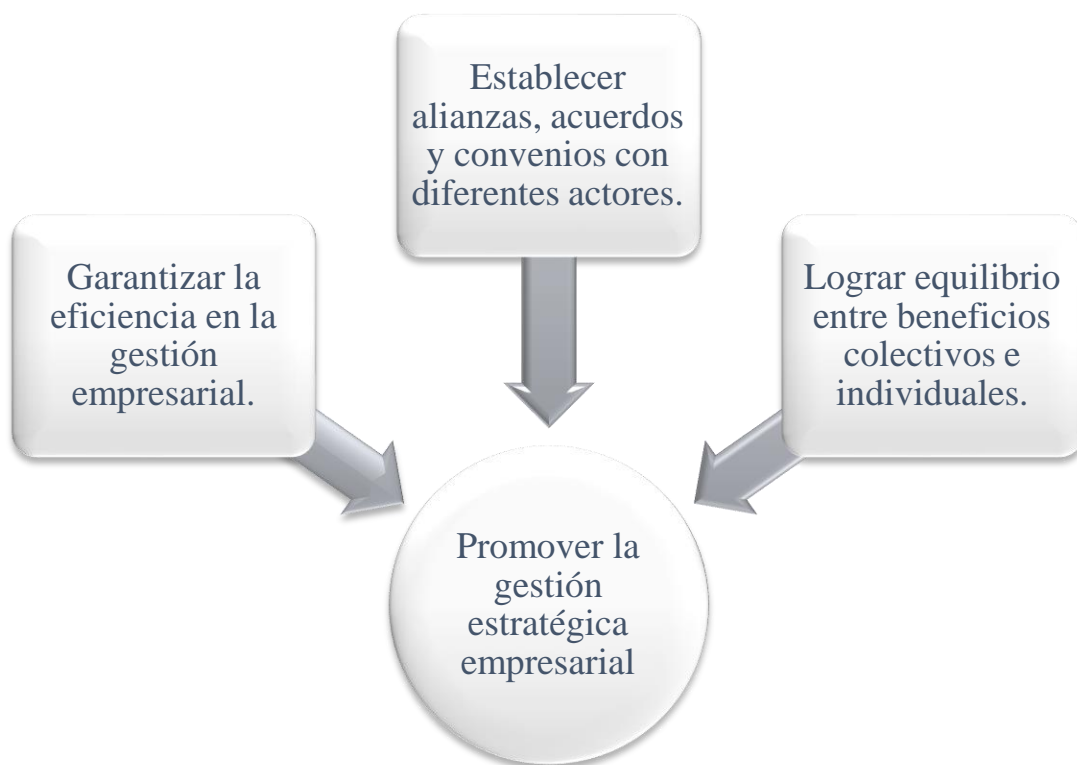 Establecer
alianzas, acuerdos
y convenios con
diferentes actores.
Garantizar la
eficiencia en la
gestión
empresarial.
Lograr equilibrio
entre beneficios
colectivos e
individuales.
Promover la
gestión
estratégica
empresarial